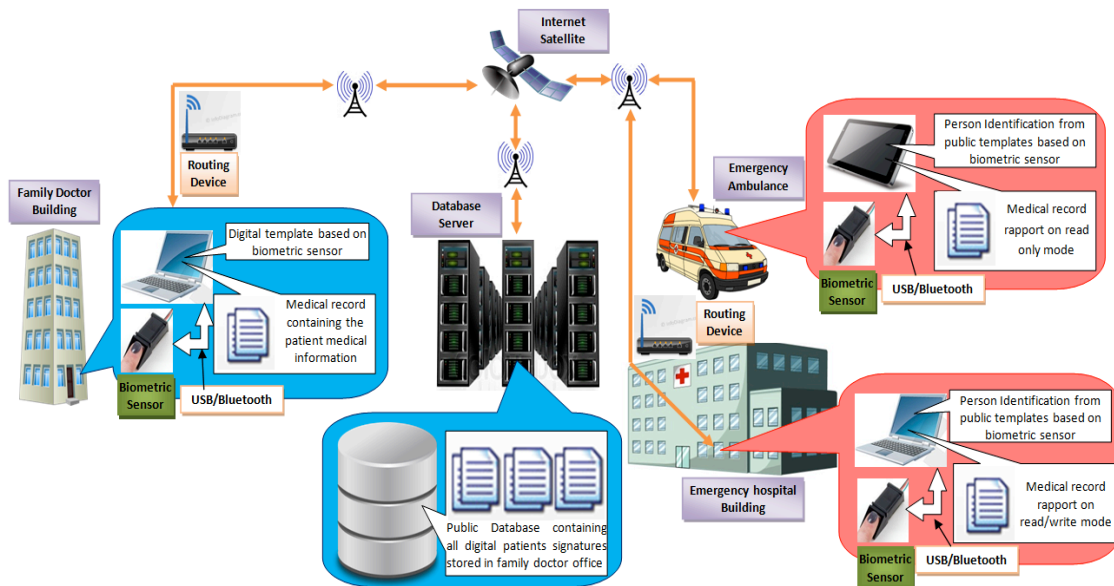 Internet
Satellite
Routing
Device
Family Doctor
Building
Digital template based on
biometric sensor
Medical record
containing the
patient medical
information
Biometric
Sensor
USB/Bluetooth
Database
Server
Public Database containing
all digital patients signatures
stored in family doctor office
Emergency
Ambulance
Person Identification from
public templates based on
biometric sensor
Medical record
rapport on read
only mode
Biometric
Sensor
USB/Bluetooth
Routing
Device
Emergency hospital
Building
Person Identification from
public templates based on
biometric sensor
Medical record
rapport on
read/write mode
Biometric
Sensor
USB/Bluetooth